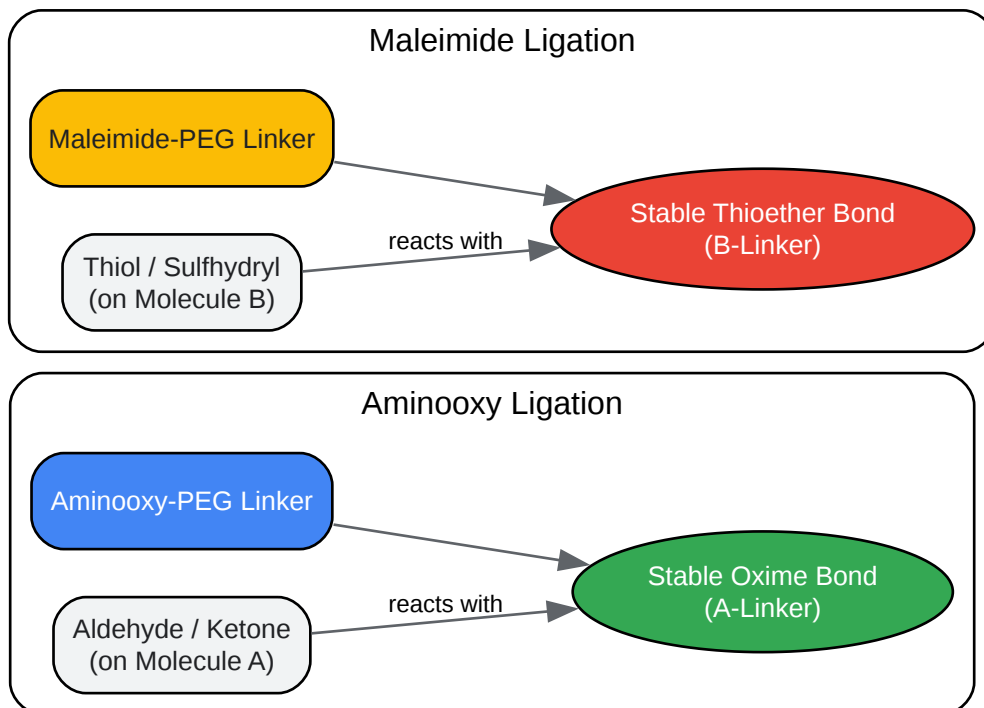 Maleimide Ligation
Maleimide-PEG Linker
Stable Thioether Bond
(B-Linker)
reacts with
Thiol / Sulfhydryl
(on Molecule B)
Aminooxy Ligation
Aminooxy-PEG Linker
Stable Oxime Bond
(A-Linker)
reacts with
Aldehyde / Ketone
(on Molecule A)